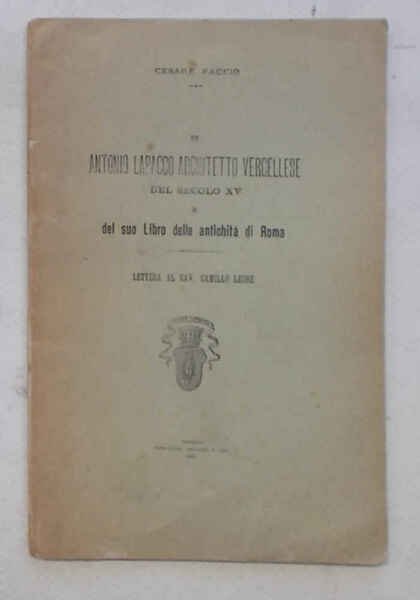 CESARE FACCIO
DI
ANTONIO LABACCO ARCHITETTO VERCELLESE
DEL SECOLO XV
E
del suo Libro delle antichità di Roma
LETTERA AL CAV. CAMILLO LEONE